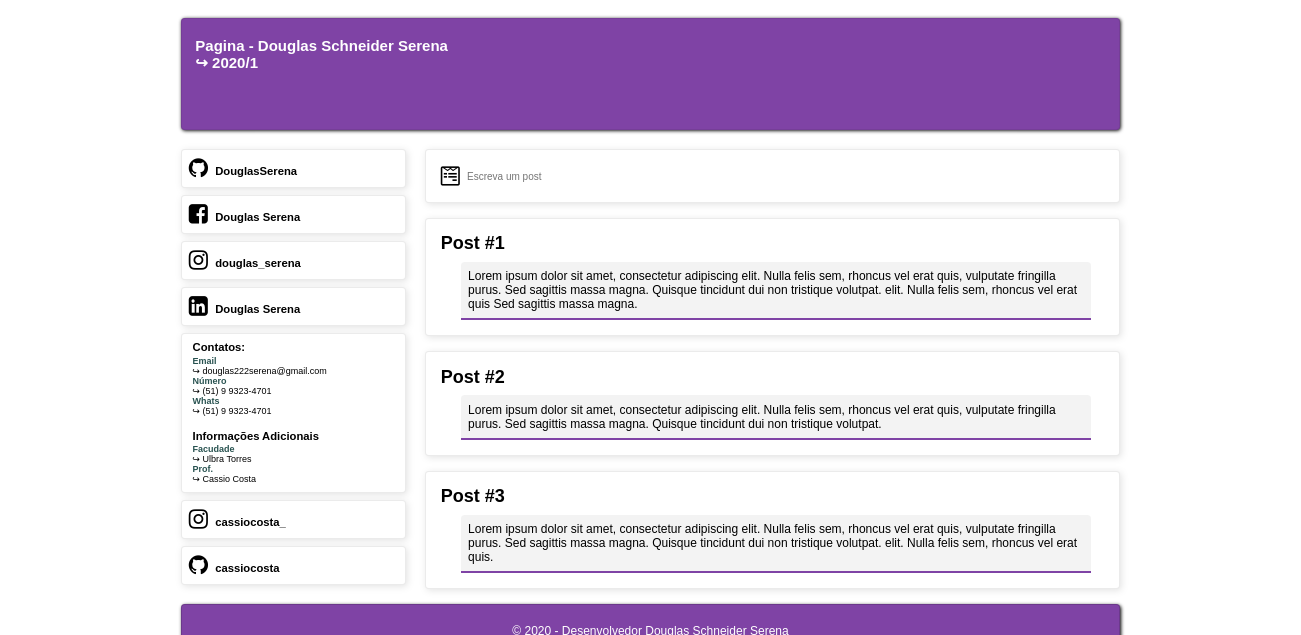 Pagina - Douglas Schneider Serena
↪ 2020/1
DouglasSerena
Douglas Serena
douglas_serena
Douglas Serena
Contatos:
Email
↪ douglas222serena@gmail.com
Número
↪ (51) 9 9323-4701
Whats
↪ (51) 9 9323-4701
Informações Adicionais
Facudade
↪ Ulbra Torres
Prof.
↪ Cassio Costa
cassiocosta_
cassiocosta
Escreva um post
Post #1
Lorem ipsum dolor sit amet, consectetur adipiscing elit. Nulla felis sem, rhoncus vel erat quis, vulputate fringilla
purus. Sed sagittis massa magna. Quisque tincidunt dui non tristique volutpat. elit. Nulla felis sem, rhoncus vel erat
quis Sed sagittis massa magna.
Post #2
Lorem ipsum dolor sit amet, consectetur adipiscing elit. Nulla felis sem, rhoncus vel erat quis, vulputate fringilla
purus. Sed sagittis massa magna. Quisque tincidunt dui non tristique volutpat.
Post #3
Lorem ipsum dolor sit amet, consectetur adipiscing elit. Nulla felis sem, rhoncus vel erat quis, vulputate fringilla
purus. Sed sagittis massa magna. Quisque tincidunt dui non tristique volutpat. elit. Nulla felis sem, rhoncus vel erat
quis.
© 2020 - Desenvolvedor Douglas Schneider Serena